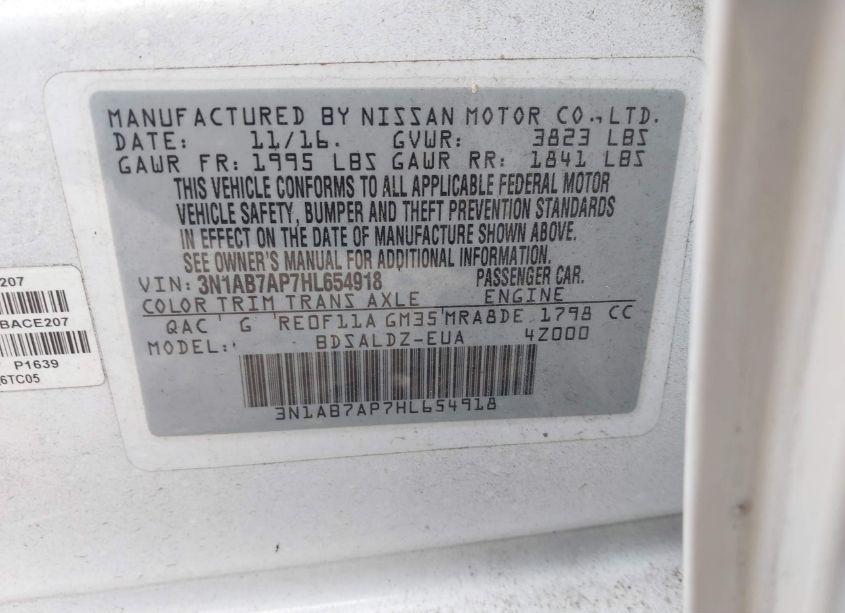 MANUFACTURED BY NISSAN MOTOR CO., LTD.
DATE: 11/16. GVWR: 3823 LBS
GAWR FR: 1995 LBS GAWR RR: 1841 LBS
THIS VEHICLE CONFORMS TO ALL APPLICABLE FEDERAL MOTOR
VEHICLE SAFETY, BUMPER AND THEFT PREVENTION STANDARDS
IN EFFECT ON THE DATE OF MANUFACTURE SHOWN ABOVE.
SEE OWNER'S MANUAL FOR ADDITIONAL INFORMATION.
VIN: 3N1AB7AP7HL654918 PASSENGER CAR.
COLOR TRIM TRANS AXLE ENGINE
QAC G RE0F11A GM35 MRA8DE 1798 CC
MODEL: BDSALDZ-EUA 4Z000
3N1AB7AP7HL654918
207
BACE207
P1639
6TC05